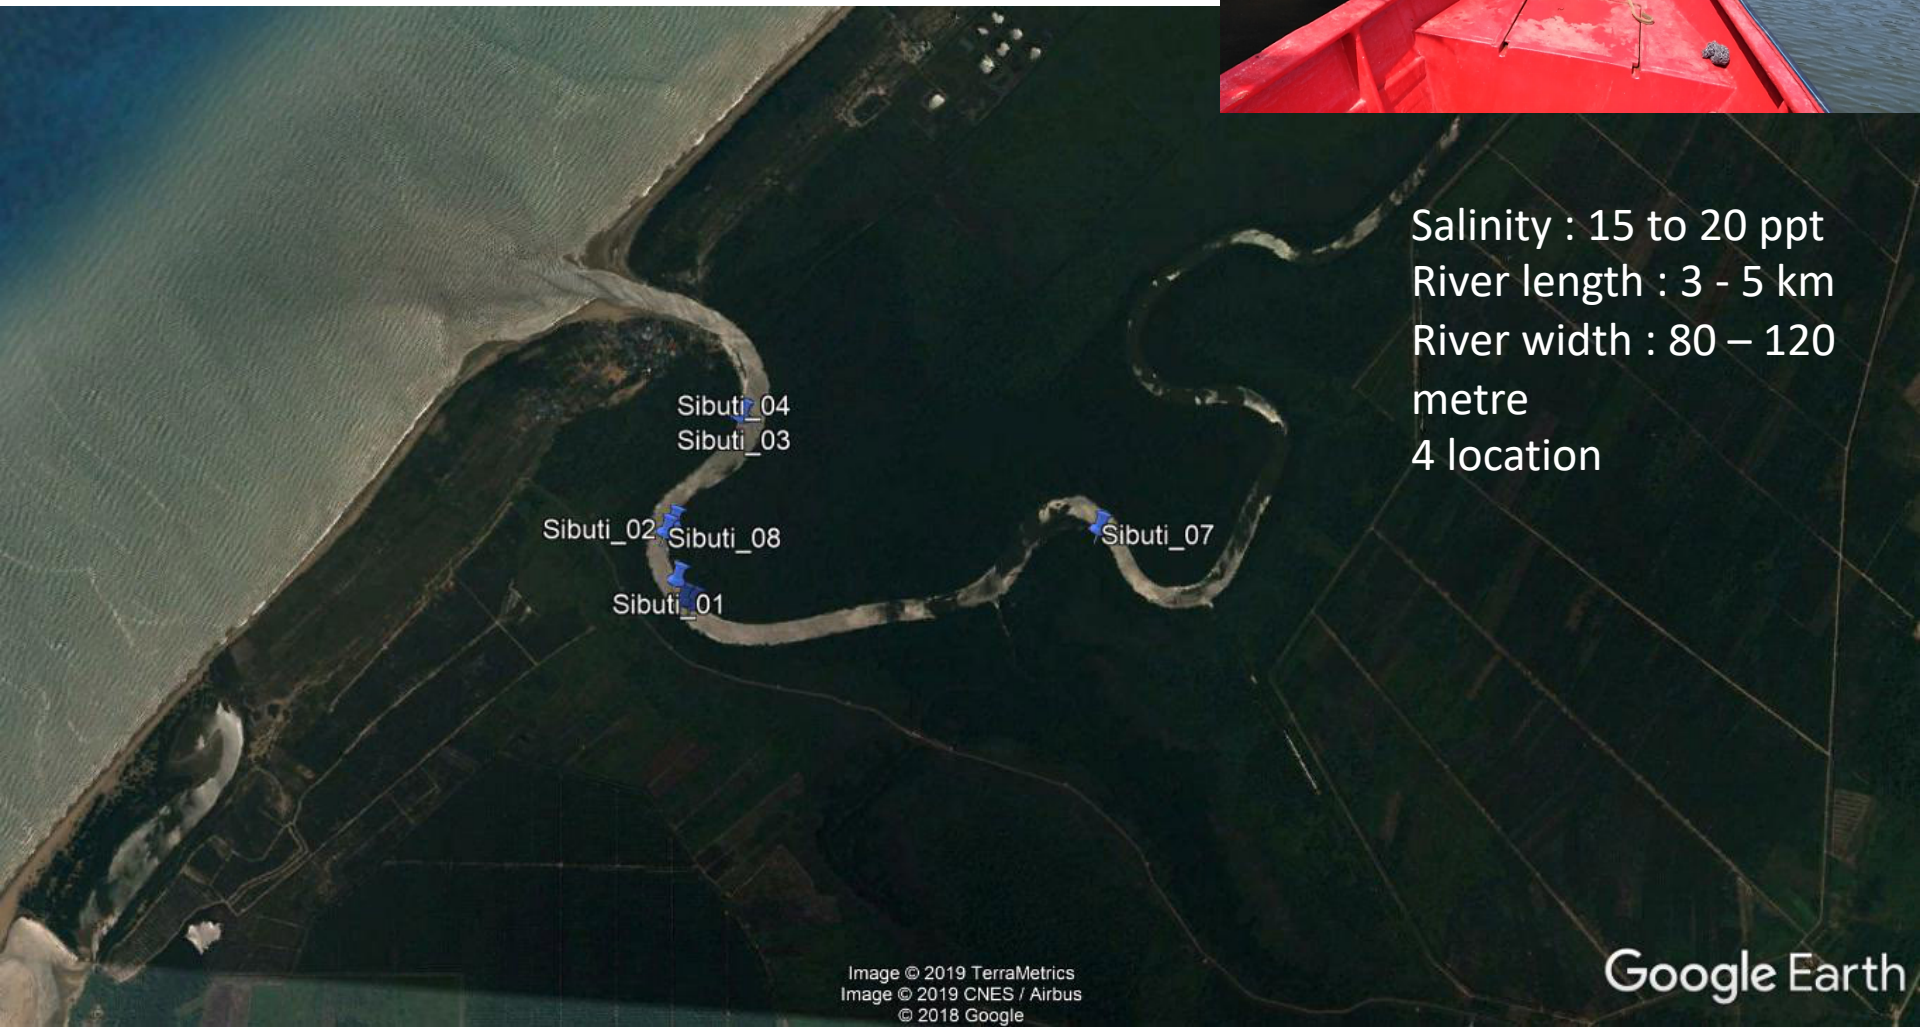 Salinity : 15 to 20 ppt
River length : 3 - 5 km
River width : 80 – 120
metre
4 location
Sibuti_04
Sibuti_03
Sibuti_02
Sibuti_08
Sibuti_07
Sibuti_01
Image © 2019 TerraMetrics
Image © 2019 CNES / Airbus
© 2018 Google
Google Earth